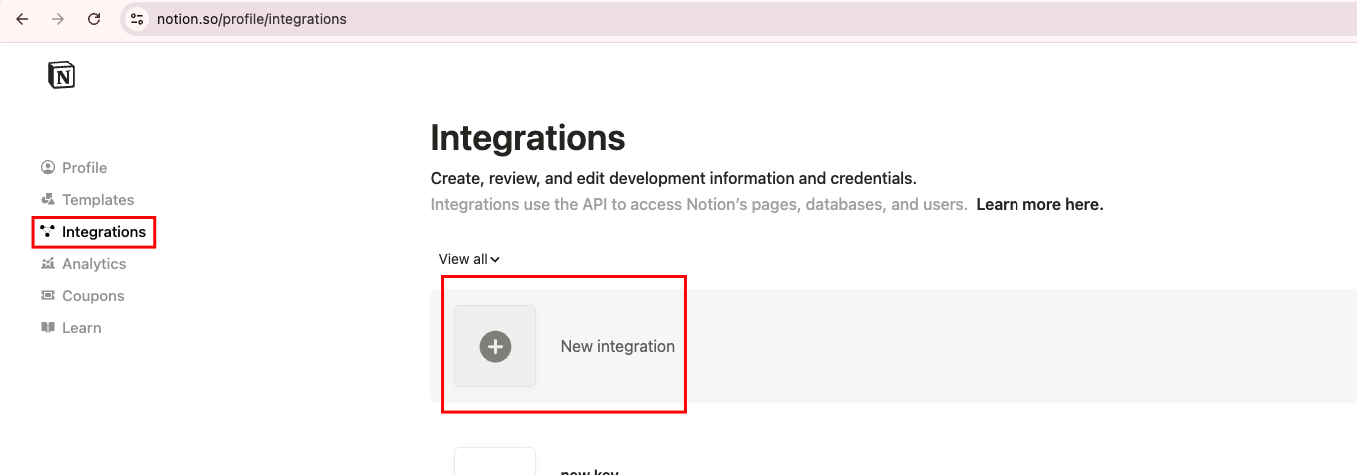 notion.so/profile/integrations
N
Profile
Templates
Integrations
Analytics
Coupons
Learn
Integrations
Create, review, and edit development information and credentials.
Integrations use the API to access Notion's pages, databases, and users. Learn more here.
View all
New integration
new key